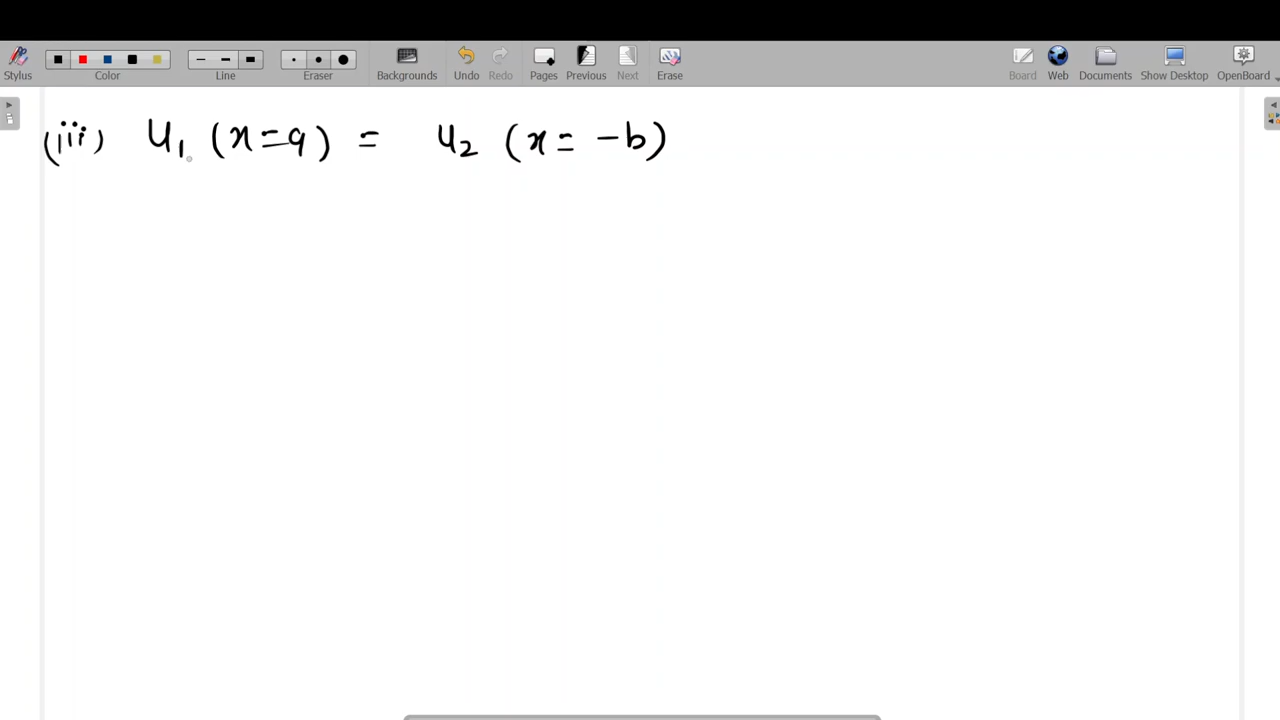 Stylus Color Line Eraser Backgrounds Undo Redo Pages Previous Next Erase Board Web Documents Show Desktop OpenBoard
(iii) u₁ (x=a) = u₂ (x= -b)